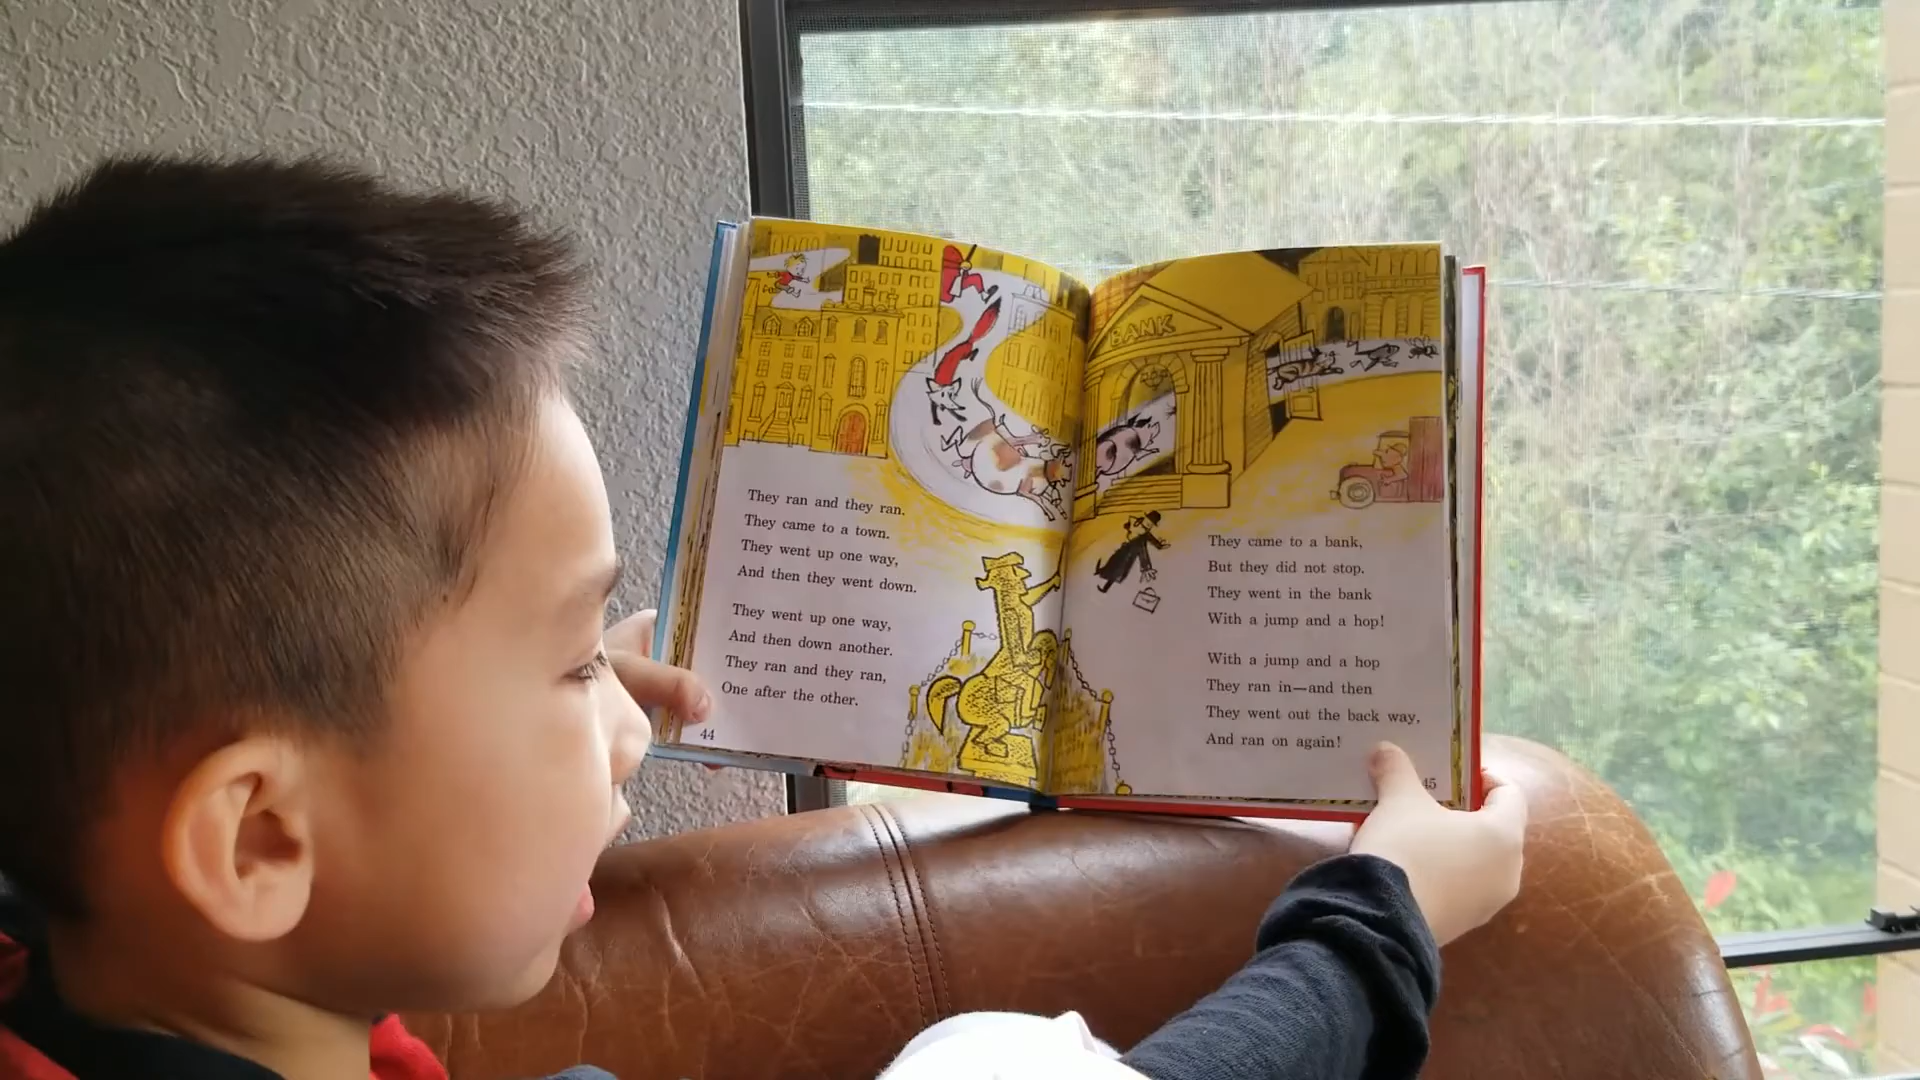 They ran and they ran.
They came to a town.
They went up one way,
And then they went down.
They went up one way,
And then down another.
They ran and they ran,
One after the other.
44
BANK
They came to a bank,
But they did not stop.
They went in the bank
With a jump and a hop!
With a jump and a hop
They ran in—and then
They went out the back way,
And ran on again!
45